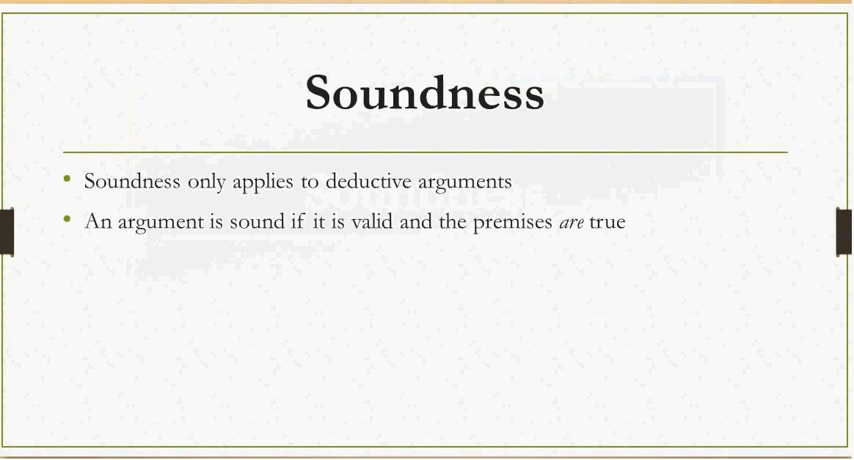 Soundness
• Soundness only applies to deductive arguments
• An argument is sound if it is valid and the premises are true